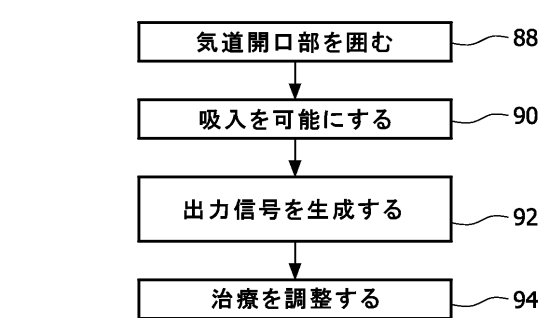 気道開口部を囲む 88
吸入を可能にする 90
出力信号を生成する 92
治療を調整する 94